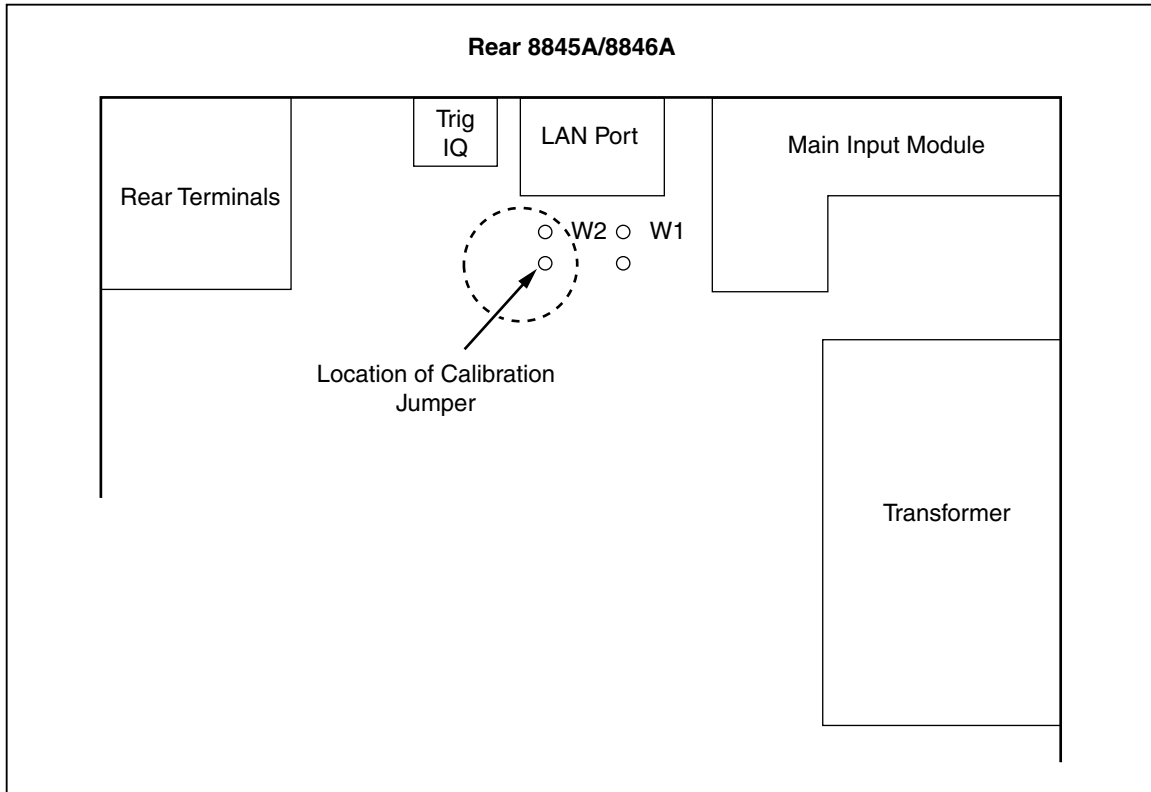 Rear 8845A/8846A
Trig
IQ
LAN Port
Main Input Module
Rear Terminals
W2
W1
Location of Calibration
Jumper
Transformer